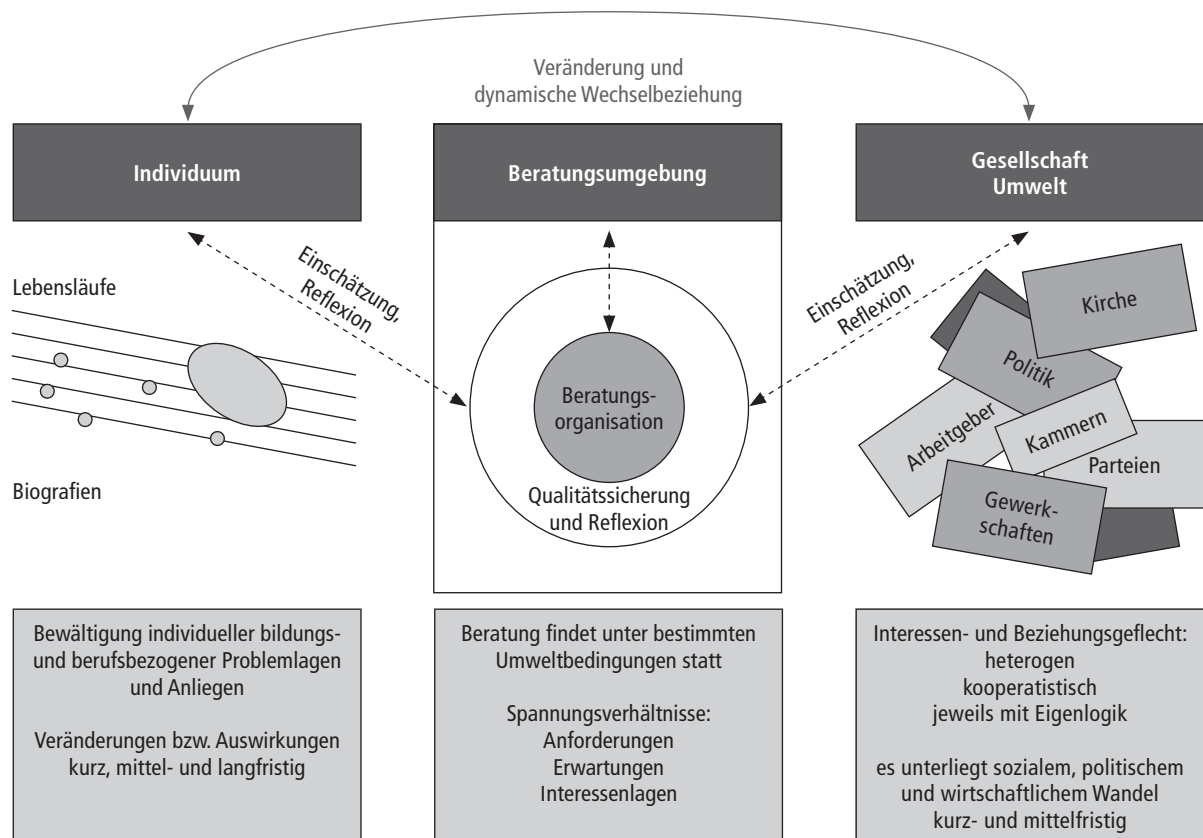 Veränderung und
dynamische Wechselbeziehung
Individuum
Beratungsumgebung
Gesellschaft
Umwelt
Einschätzung,
Reflexion
Einschätzung,
Reflexion
Lebensläufe
Biografien
Beratungs-
organisation
Qualitätssicherung
und Reflexion
Kirche
Politik
Arbeitgeber
Kammern
Parteien
Gewerk-
schaften
Bewältigung individueller bildungs-
und berufsbezogener Problemlagen
und Anliegen
Veränderungen bzw. Auswirkungen
kurz, mittel- und langfristig
Beratung findet unter bestimmten
Umweltbedingungen statt
Spannungsverhältnisse:
Anforderungen
Erwartungen
Interessenlagen
Interessen- und Beziehungsgeflecht:
heterogen
kooperatistisch
jeweils mit Eigenlogik
es unterliegt sozialem, politischem
und wirtschaftlichem Wandel
kurz- und mittelfristig